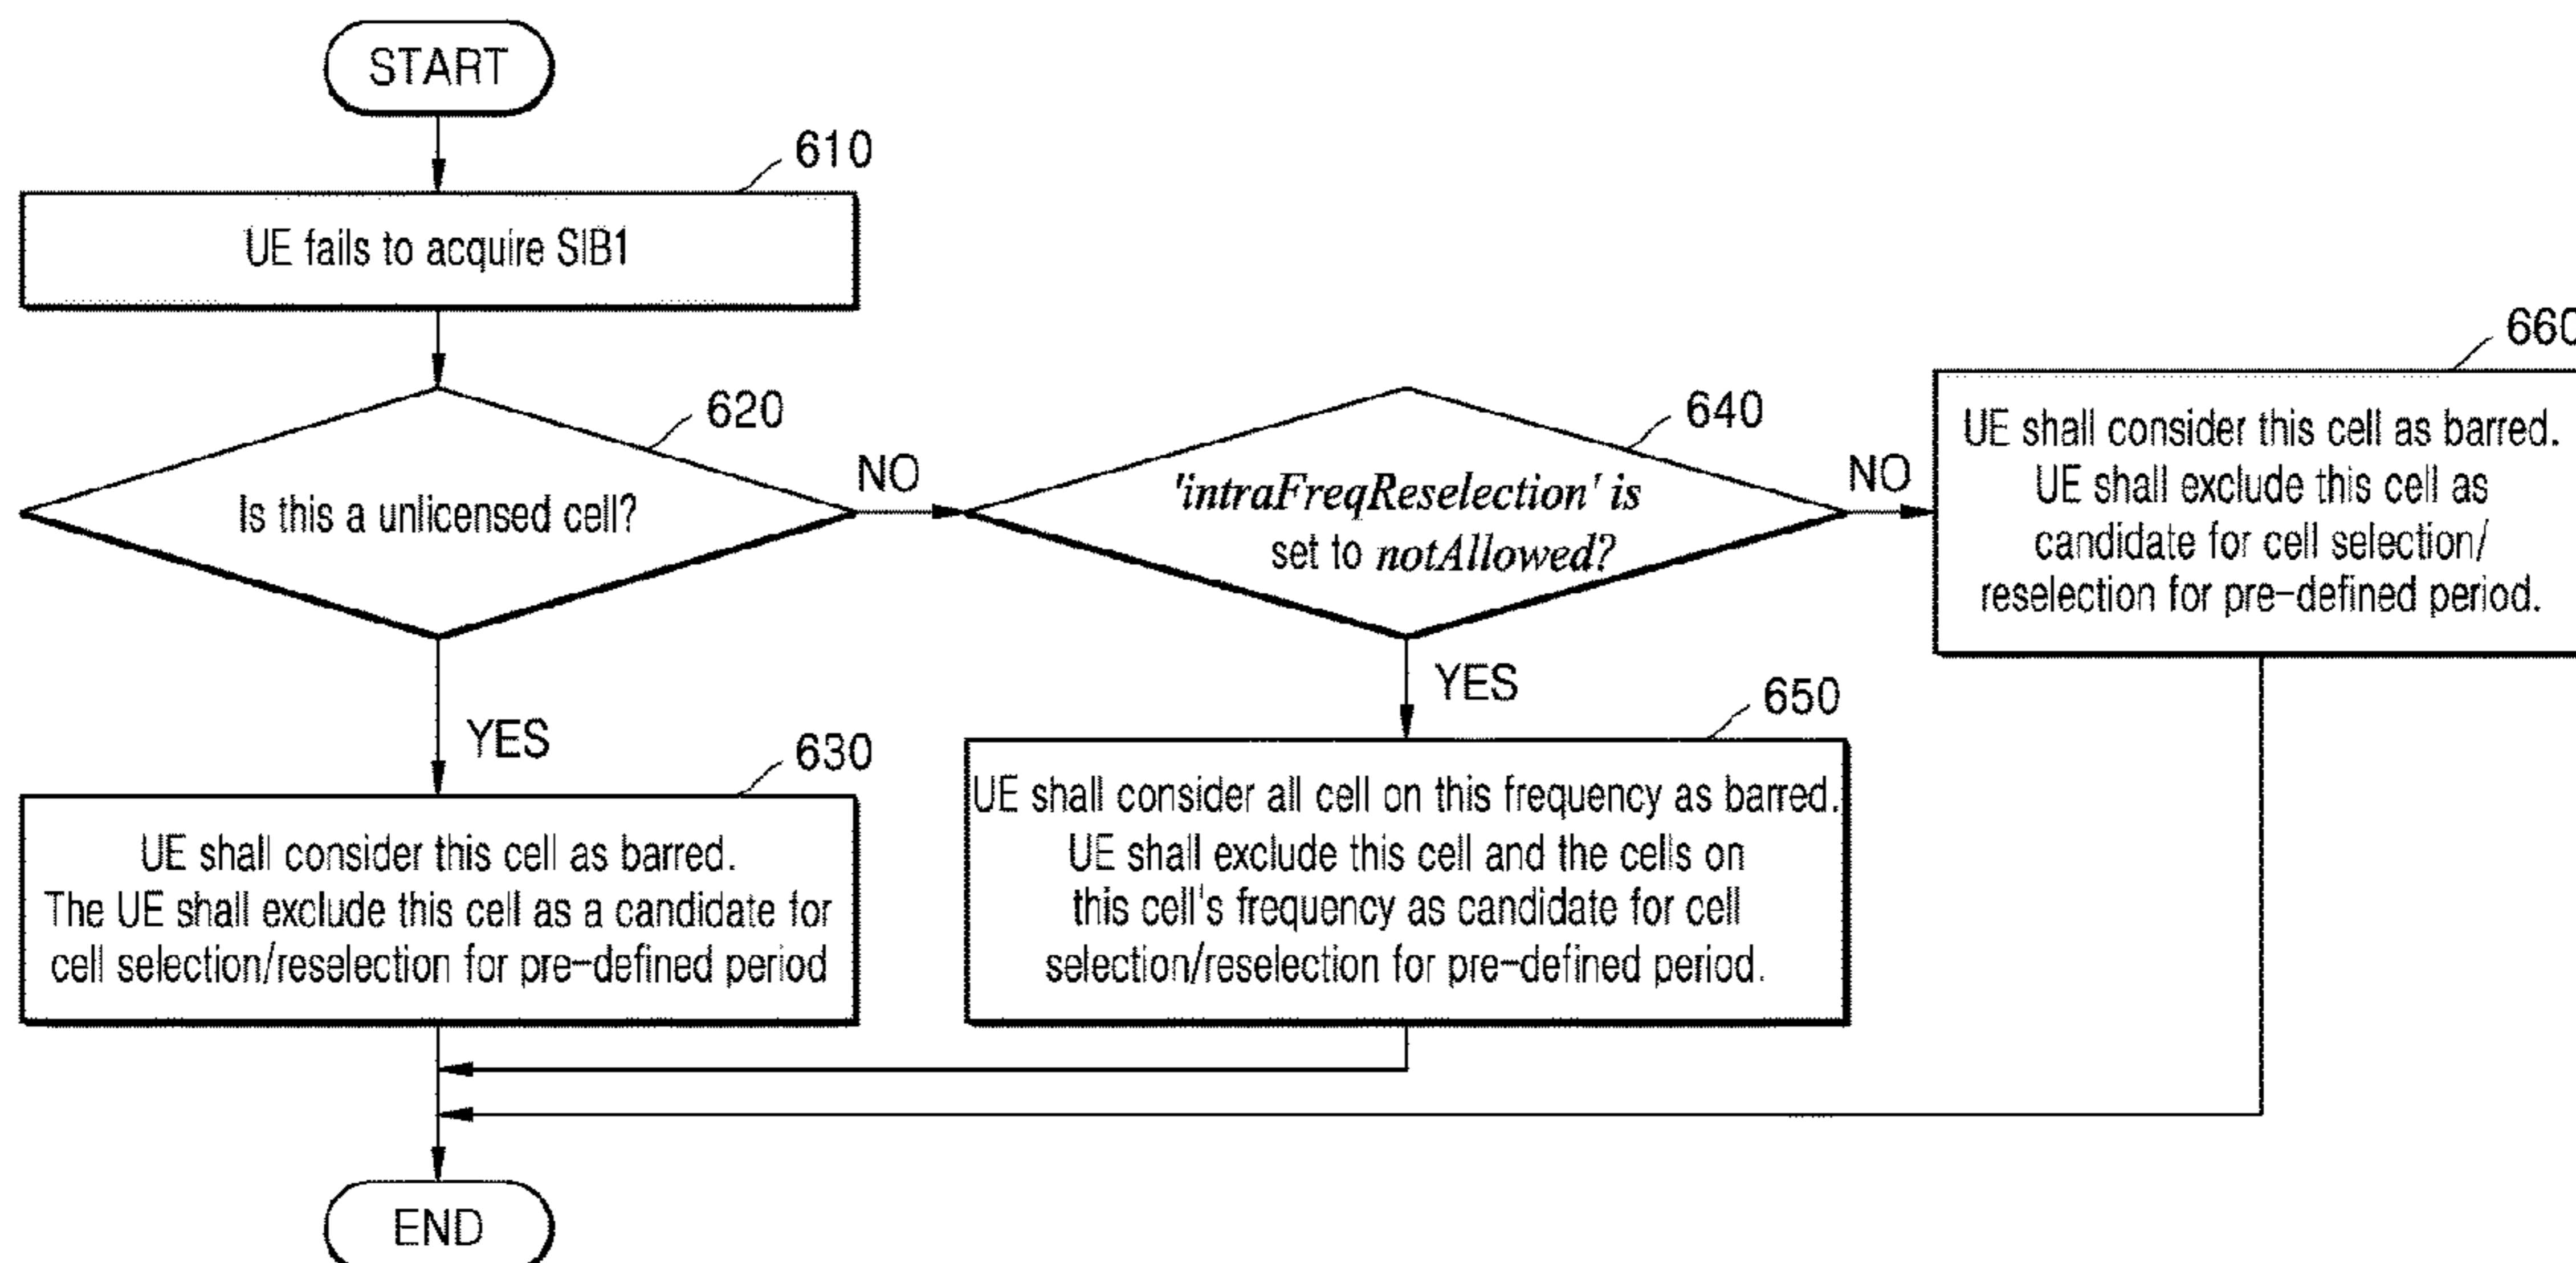 START
610
UE fails to acquire SIB1
620
Is this a unlicensed cell?
NO
640
'intraFreqReselection' is
set to notAllowed?
NO
660
UE shall consider this cell as barred.
UE shall exclude this cell as
candidate for cell selection/
reselection for pre-defined period.
YES
630
UE shall consider this cell as barred.
The UE shall exclude this cell as a candidate for
cell selection/reselection for pre-defined period
YES
650
UE shall consider all cell on this frequency as barred.
UE shall exclude this cell and the cells on
this cell's frequency as candidate for cell
selection/reselection for pre-defined period.
END